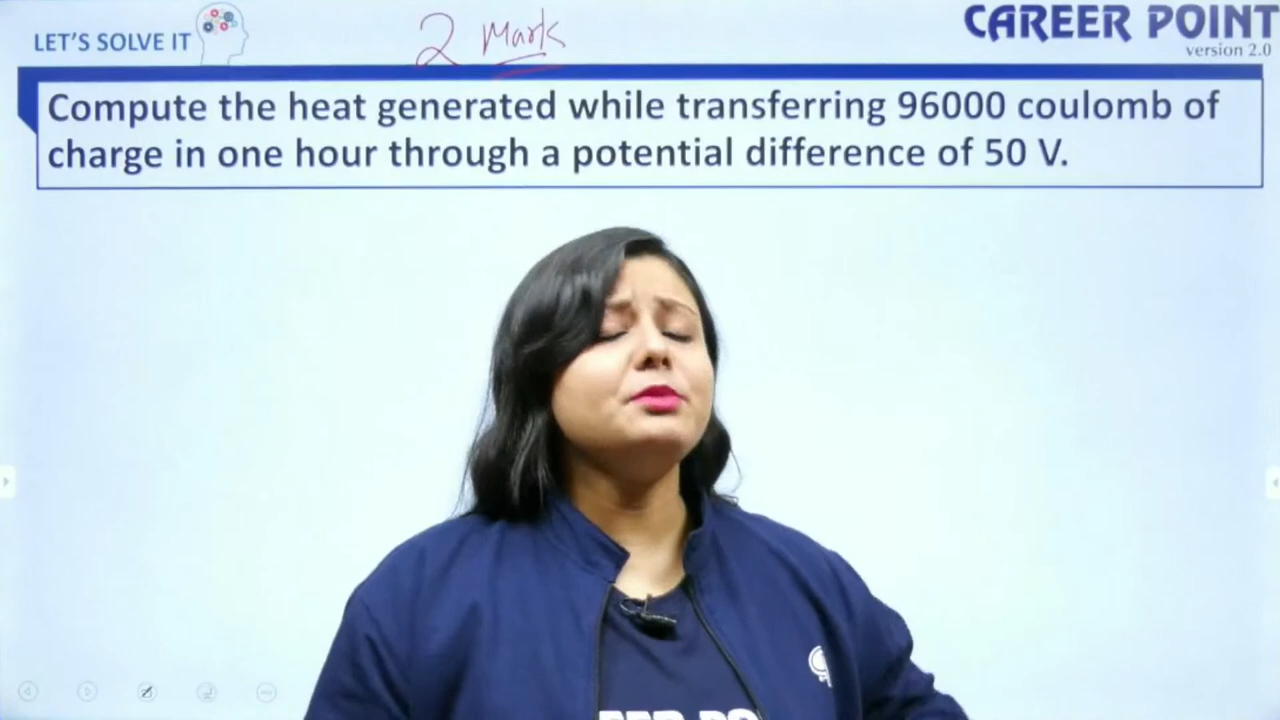 LET'S SOLVE IT
2 Mark
CAREER POINT
version 2.0
Compute the heat generated while transferring 96000 coulomb of
charge in one hour through a potential difference of 50 V.